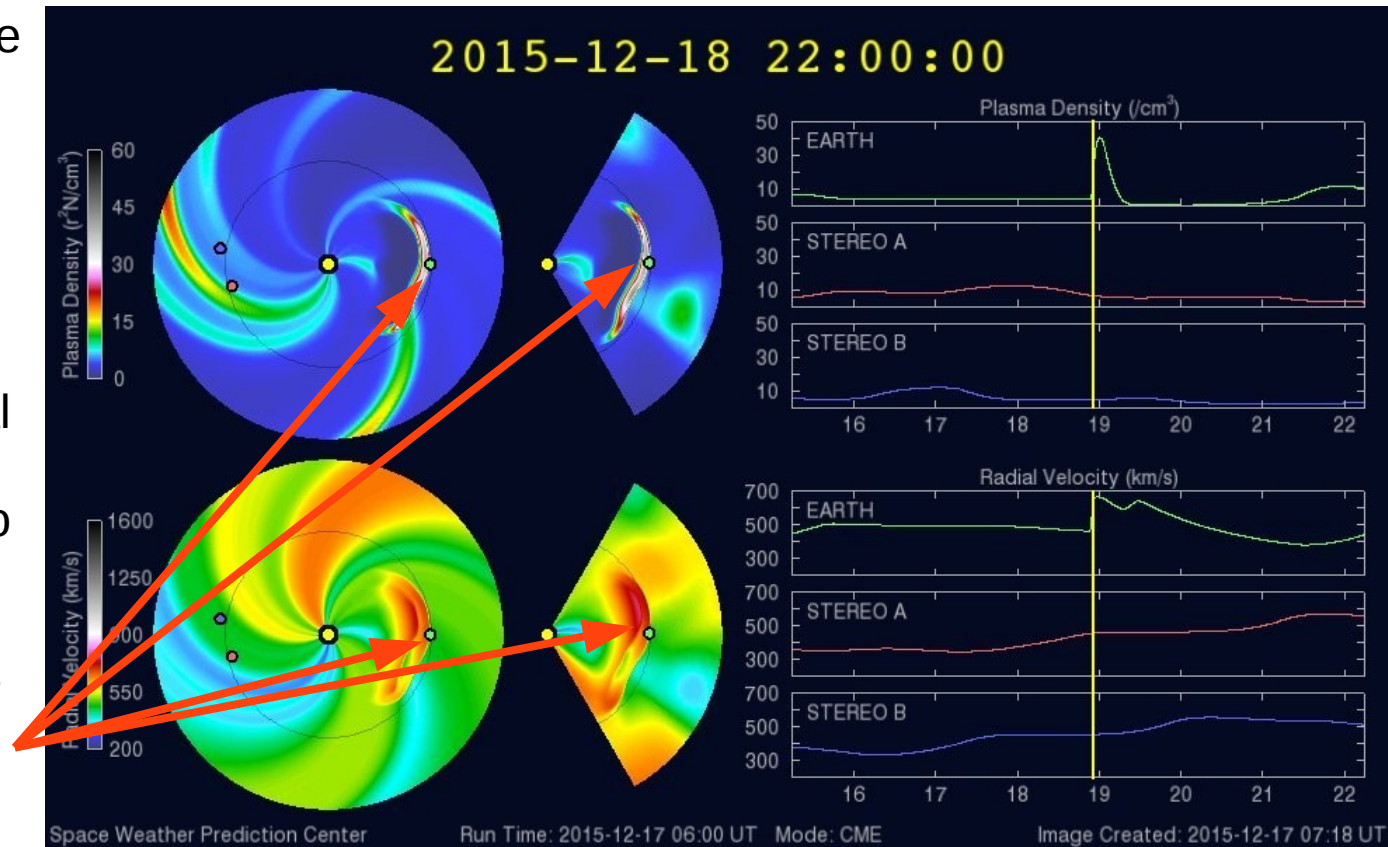 2015-12-18 22:00:00
Plasma Density (r²N/cm³)
60
45
30
15
0
Plasma Density (/cm³)
EARTH
50
30
10
STEREO A
50
30
10
STEREO B
50
30
10
16 17 18 19 20 21 22
Radial Velocity (km/s)
1600
1250
900
550
200
Radial Velocity (km/s)
EARTH
700
500
300
STEREO A
700
500
300
STEREO B
700
500
300
16 17 18 19 20 21 22
Space Weather Prediction Center Run Time: 2015-12-17 06:00 UT Mode: CME Image Created: 2015-12-17 07:18 UT